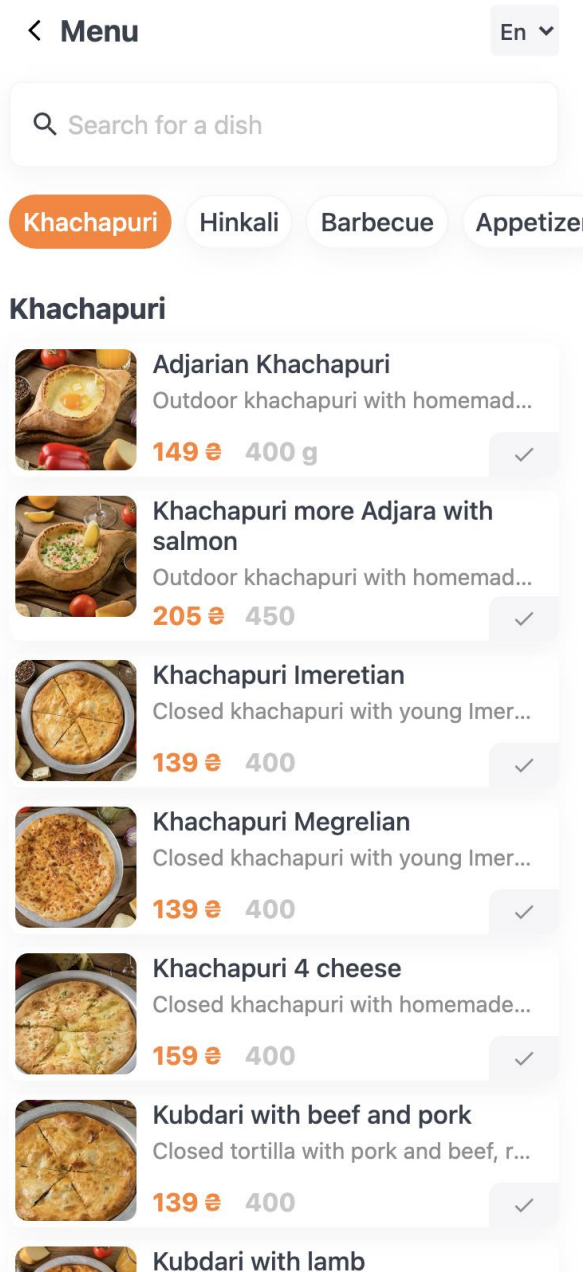 Menu
En
Search for a dish
Khachapuri
Hinkali
Barbecue
Appetizer
Khachapuri
Adjarian Khachapuri
Outdoor khachapuri with homemad...
149 ₴ 400 g
Khachapuri more Adjara with
salmon
Outdoor khachapuri with homemad...
205 ₴ 450
Khachapuri Imeretian
Closed khachapuri with young Imer...
139 ₴ 400
Khachapuri Megrelian
Closed khachapuri with young Imer...
139 ₴ 400
Khachapuri 4 cheese
Closed khachapuri with homemade...
159 ₴ 400
Kubdari with beef and pork
Closed tortilla with pork and beef, r...
139 ₴ 400
Kubdari with lamb